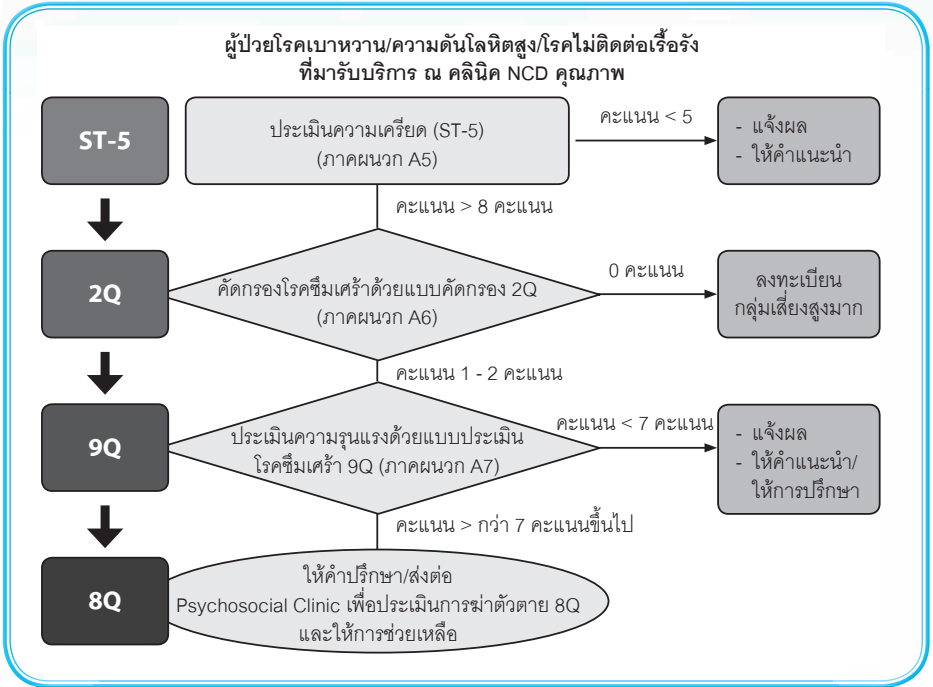 ผู้ป่วยโรคเบาหวาน/ความดันโลหิตสูง/โรคไม่ติดต่อเรื้อรัง
ที่มารับบริการ ณ คลินิค NCD คุณภาพ
ST-5
ประเมินความเครียด (ST-5)
(ภาคผนวก A5)
คะแนน < 5
- แจ้งผล
- ให้คำแนะนำ
คะแนน > 8 คะแนน
2Q
คัดกรองโรคซึมเศร้าด้วยแบบคัดกรอง 2Q
(ภาคผนวก A6)
0 คะแนน
ลงทะเบียน
กลุ่มเสี่ยงสูงมาก
คะแนน 1 - 2 คะแนน
9Q
ประเมินความรุนแรงด้วยแบบประเมิน
โรคซึมเศร้า 9Q (ภาคผนวก A7)
คะแนน < 7 คะแนน
- แจ้งผล
- ให้คำแนะนำ/
ให้การปรึกษา
คะแนน > กว่า 7 คะแนนขึ้นไป
8Q
ให้คำปรึกษา/ส่งต่อ
Psychosocial Clinic เพื่อประเมินการฆ่าตัวตาย 8Q
และให้การช่วยเหลือ